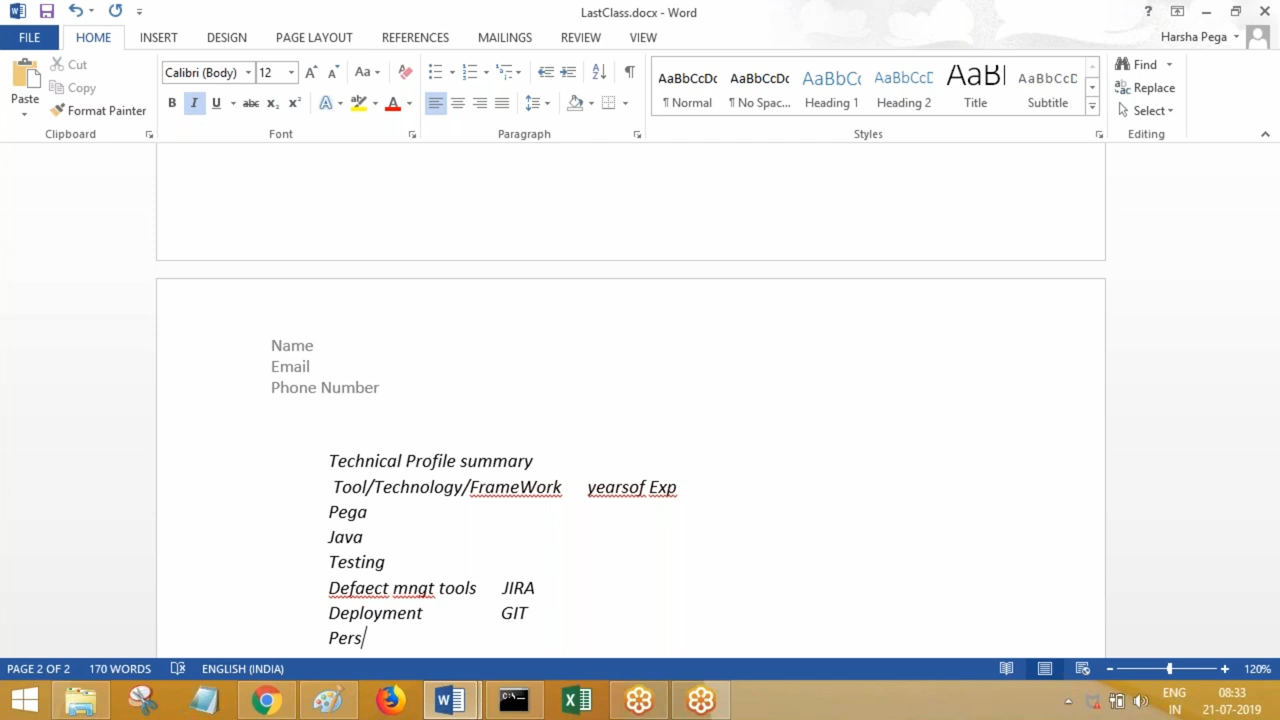 LastClass.docx - Word
?
FILE HOME INSERT DESIGN PAGE LAYOUT REFERENCES MAILINGS REVIEW VIEW Harsha Pega
Paste
Cut
Copy
Format Painter
Clipboard
Calibri (Body) 12
Font
Paragraph
AaBbCcDc AaBbCcDc AaBbCc AaBbCcD AaB AaBbCcD
¶ Normal ¶ No Spac... Heading 1 Heading 2 Title Subtitle
Styles
Find
Replace
Select
Editing
Name
Email
Phone Number
Technical Profile summary
Tool/Technology/FrameWork yearsof Exp
Pega
Java
Testing
Defaect mngt tools JIRA
Deployment GIT
Pers
PAGE 2 OF 2 170 WORDS ENGLISH (INDIA) 120%
ENG 08:33
IN 21-07-2019